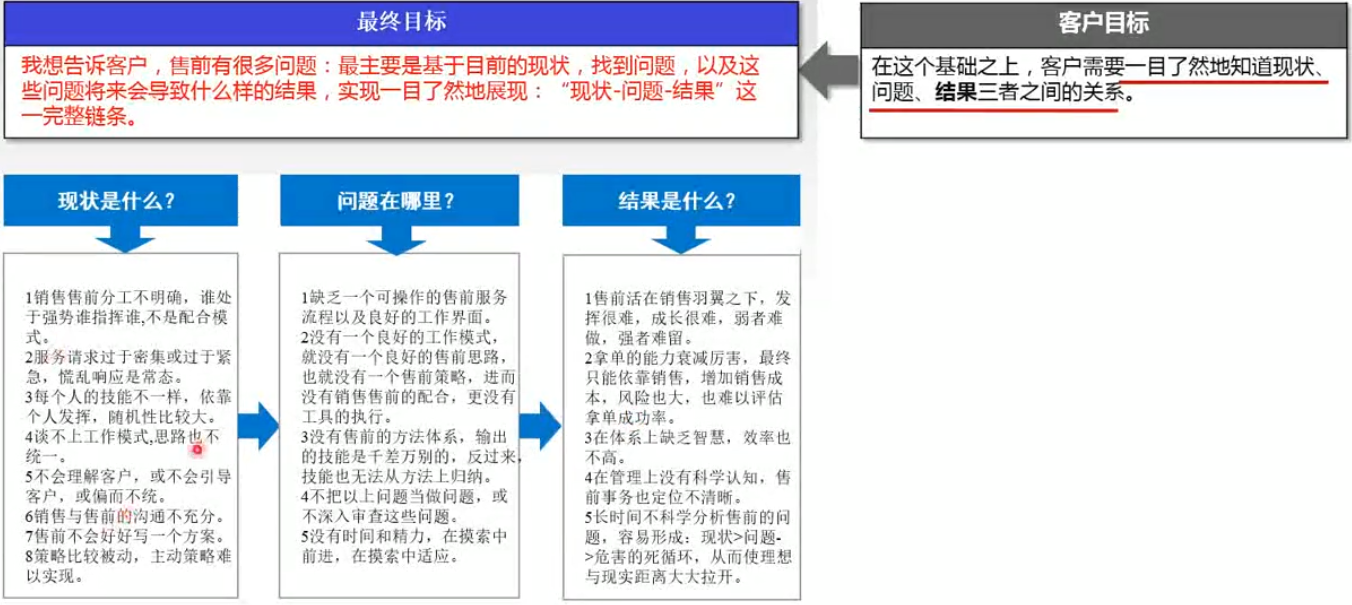 最终目标
我想告诉客户，售前有很多问题：最主要是基于目前的现状，找到问题，以及这
些问题将来会导致什么样的结果，实现一目了然地展现：“现状-问题-结果”这
一完整链条。
客户目标
在这个基础之上，客户需要一目了然地知道现状、
问题、结果三者之间的关系。
现状是什么？
1销售售前分工不明确，谁处
于强势谁指挥谁,不是配合模
式。
2服务请求过于密集或过于紧
急，慌乱响应是常态。
3每个人的技能不一样，依靠
个人发挥，随机性比较大。
4谈不上工作模式,思路也不
统一。
5不会理解客户，或不会引导
客户，或偏而不统。
6销售与售前的沟通不充分。
7售前不会好好写一个方案。
8策略比较被动，主动策略难
以实现。
问题在哪里？
1缺乏一个可操作的售前服务
流程以及良好的工作界面。
2没有一个良好的工作模式，
就没有一个良好的售前思路，
也就没有一个售前策略，进而
没有销售售前的配合，更没有
工具的执行。
3没有售前的方法体系，输出
的技能是千差万别的，反过来，
技能也无法从方法上归纳。
4不把以上问题当做问题，或
不深入审查这些问题。
5没有时间和精力，在摸索中
前进，在摸索中适应。
结果是什么？
1售前活在销售羽翼之下，发
挥很难，成长很难，弱者难
做，强者难留。
2拿单的能力衰减厉害，最终
只能依靠销售，增加销售成
本，风险也大，也难以评估
拿单成功率。
3在体系上缺乏智慧，效率也
不高。
4在管理上没有科学认知，售
前事务也定位不清晰。
5长时间不科学分析售前的问
题，容易形成：现状>问题-
>危害的死循环，从而使理想
与现实距离大大拉开。